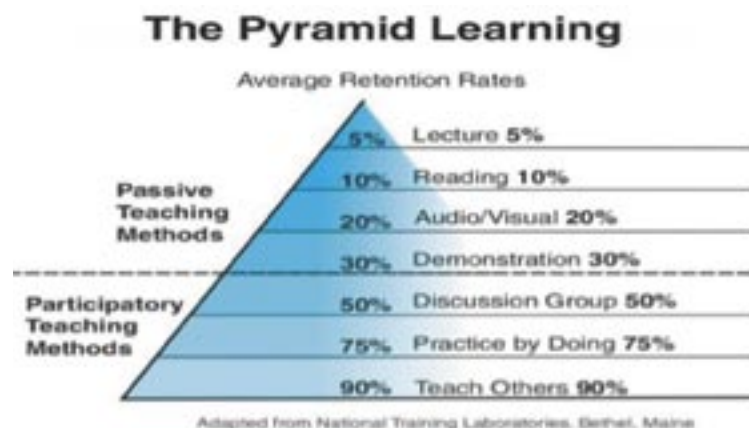 The Pyramid Learning
Average Retention Rates
5% Lecture 5%
10% Reading 10%
20% Audio/Visual 20%
30% Demonstration 30%
Passive
Teaching
Methods
50% Discussion Group 50%
75% Practice by Doing 75%
90% Teach Others 90%
Participatory
Teaching
Methods
Adapted from National Training Laboratories. Bethel, Maine